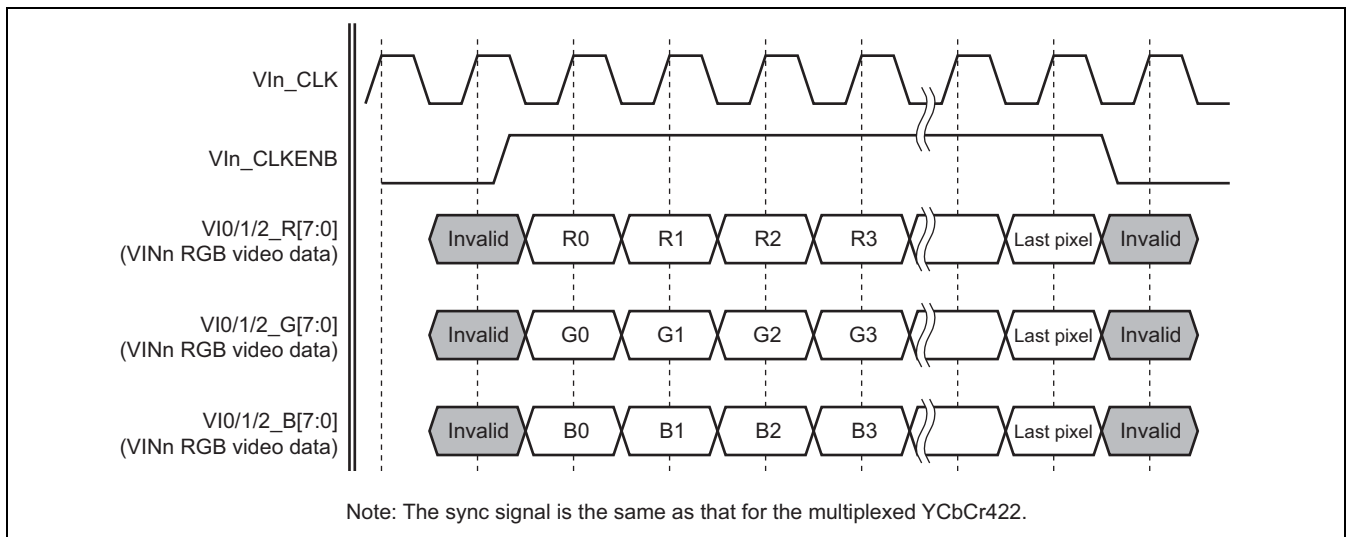 VIn_CLK
VIn_CLKENB
VI0/1/2_R[7:0]
(VINn RGB video data)
Invalid R0 R1 R2 R3 Last pixel Invalid
VI0/1/2_G[7:0]
(VINn RGB video data)
Invalid G0 G1 G2 G3 Last pixel Invalid
VI0/1/2_B[7:0]
(VINn RGB video data)
Invalid B0 B1 B2 B3 Last pixel Invalid
Note: The sync signal is the same as that for the multiplexed YCbCr422.